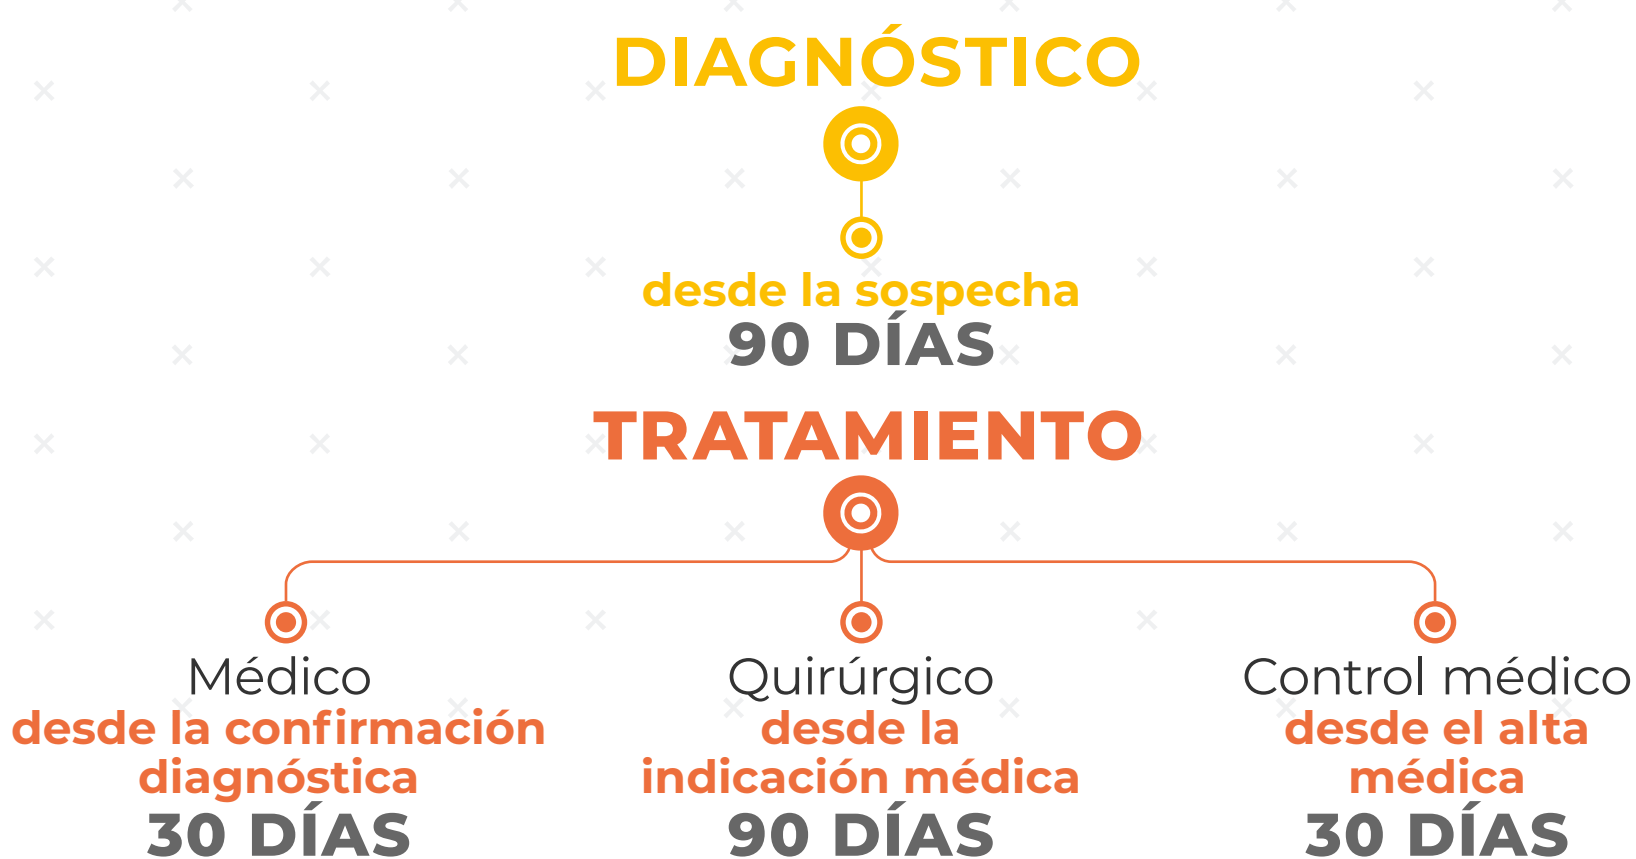 DIAGNÓSTICO
desde la sospecha
90 DÍAS
TRATAMIENTO
Médico
desde la confirmación
diagnóstica
30 DÍAS
Quirúrgico
desde la
indicación médica
90 DÍAS
Control médico
desde el alta
médica
30 DÍAS